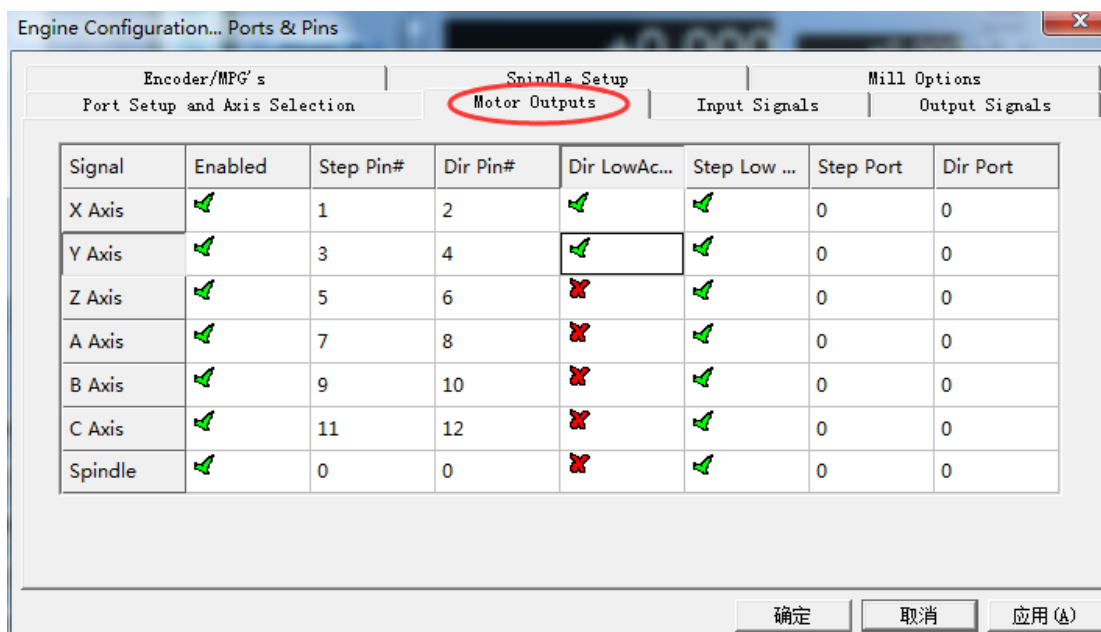 Engine Configuration... Ports & Pins
Encoder/MPG's Spindle Setup Mill Options
Port Setup and Axis Selection Motor Outputs Input Signals Output Signals
Signal Enabled Step Pin# Dir Pin# Dir LowAc... Step Low ... Step Port Dir Port
X Axis 1 2 0 0
Y Axis 3 4 0 0
Z Axis 5 6 0 0
A Axis 7 8 0 0
B Axis 9 10 0 0
C Axis 11 12 0 0
Spindle 0 0 0 0
确定 取消 应用(A)